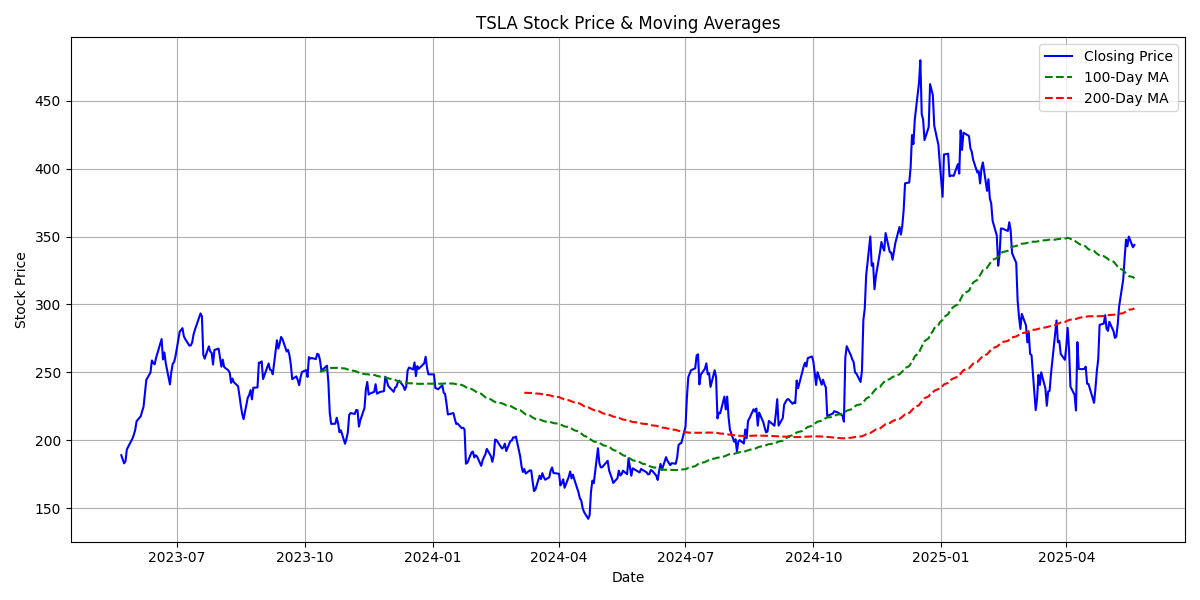 TSLA Stock Price & Moving Averages
Closing Price
100-Day MA
200-Day MA
Stock Price
450
400
350
300
250
200
150
2023-07 2023-10 2024-01 2024-04 2024-07 2024-10 2025-01 2025-04
Date